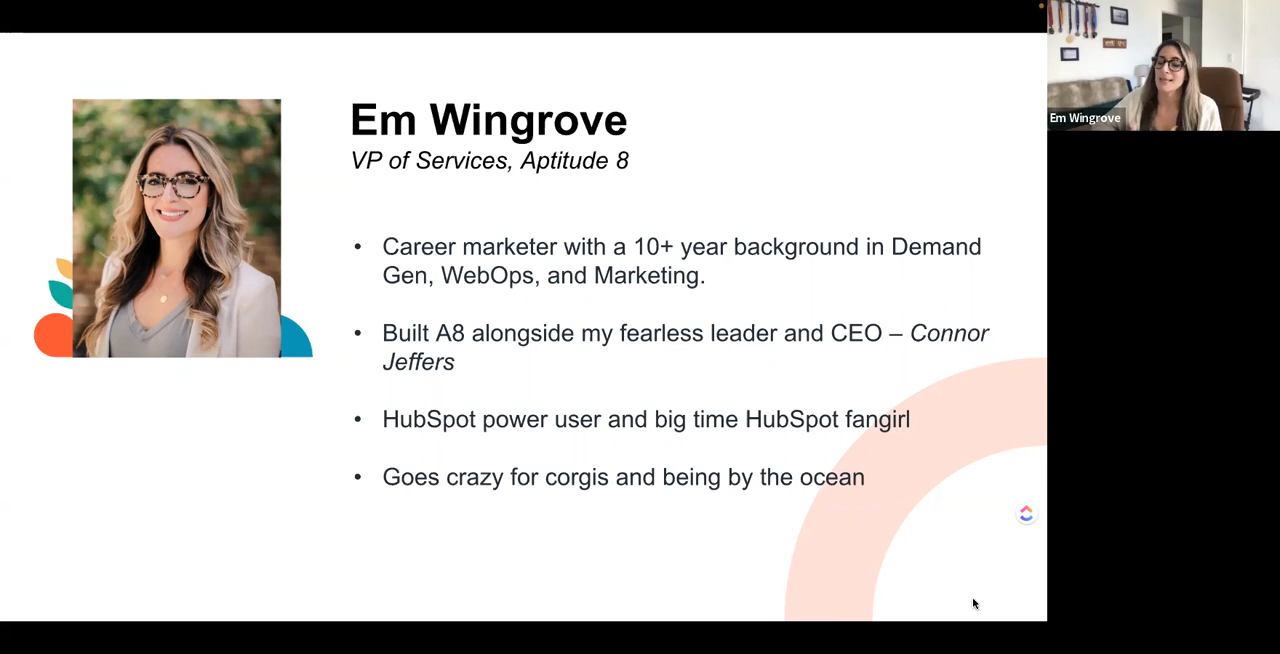 Em Wingrove
VP of Services, Aptitude 8
• Career marketer with a 10+ year background in Demand
Gen, WebOps, and Marketing.
• Built A8 alongside my fearless leader and CEO – Connor
Jeffers
• HubSpot power user and big time HubSpot fangirl
• Goes crazy for corgis and being by the ocean
Em Wingrove